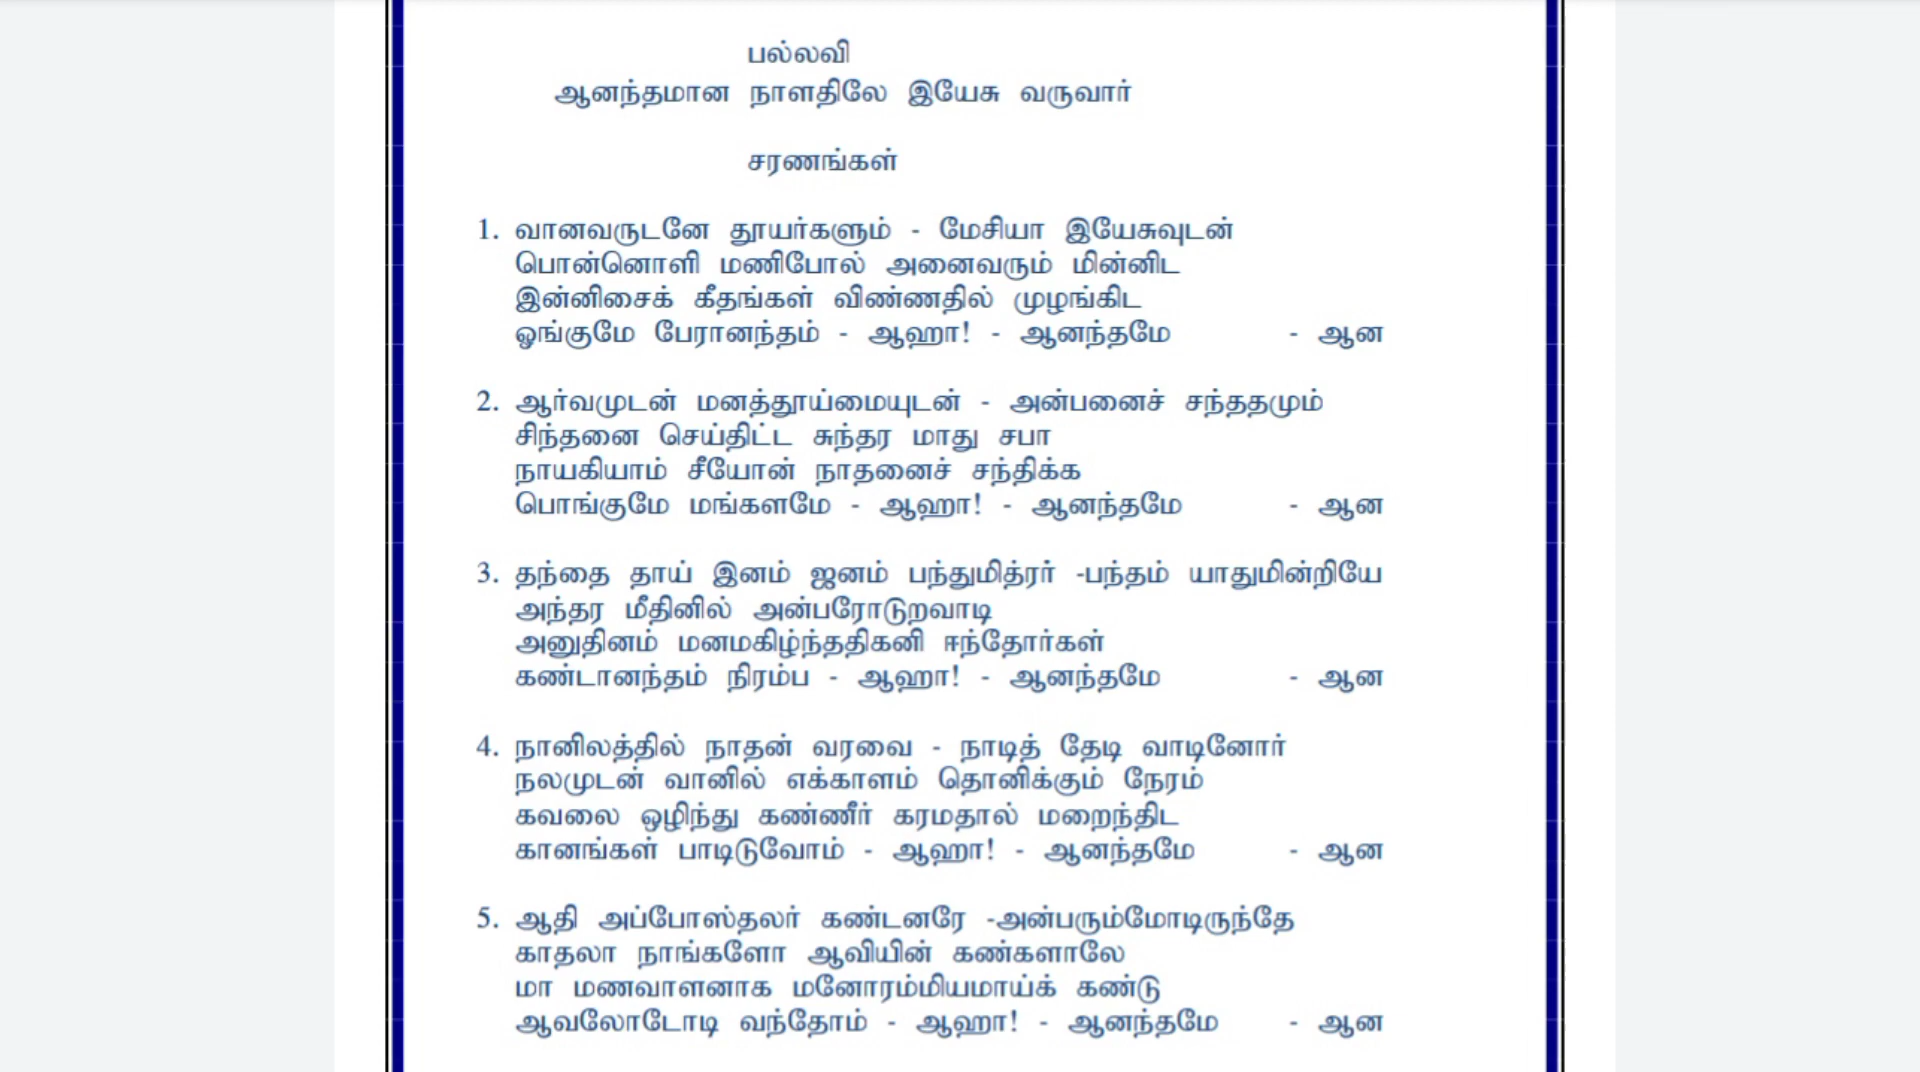 பல்லவி
ஆனந்தமான நாளதிலே இயேசு வருவார்
சரணங்கள்
1. வானவருடனே தூயர்களும் - மேசியா இயேசுவுடன்
பொன்னொளி மணிபோல் அனைவரும் மின்னிட
இன்னிசைக் கீதங்கள் விண்ணதில் முழங்கிட
ஓங்குமே பேரானந்தம் - ஆஹா! - ஆனந்தமே - ஆன
2. ஆர்வமுடன் மனத்தூய்மையுடன் - அன்பனைச் சந்ததமும்
சிந்தனை செய்திட்ட சுந்தர மாது சபா
நாயகியாம் சீயோன் நாதனைச் சந்திக்க
பொங்குமே மங்களமே - ஆஹா! - ஆனந்தமே - ஆன
3. தந்தை தாய் இனம் ஜனம் பந்துமித்ரர் -பந்தம் யாதுமின்றியே
அந்தர மீதினில் அன்பரோடுறவாடி
அனுதினம் மனமகிழ்ந்ததிகனி ஈந்தோர்கள்
கண்டானந்தம் நிரம்ப - ஆஹா! - ஆனந்தமே - ஆன
4. நானிலத்தில் நாதன் வரவை - நாடித் தேடி வாடினோர்
நலமுடன் வானில் எக்காளம் தொனிக்கும் நேரம்
கவலை ஒழிந்து கண்ணீர் கரமதால் மறைந்திட
கானங்கள் பாடிடுவோம் - ஆஹா! - ஆனந்தமே - ஆன
5. ஆதி அப்போஸ்தலர் கண்டனரே -அன்பரும்மோடிருந்தே
காதலா நாங்களோ ஆவியின் கண்களாலே
மா மணவாளனாக மனோரம்மியமாய்க் கண்டு
ஆவலோடோடி வந்தோம் - ஆஹா! - ஆனந்தமே - ஆன